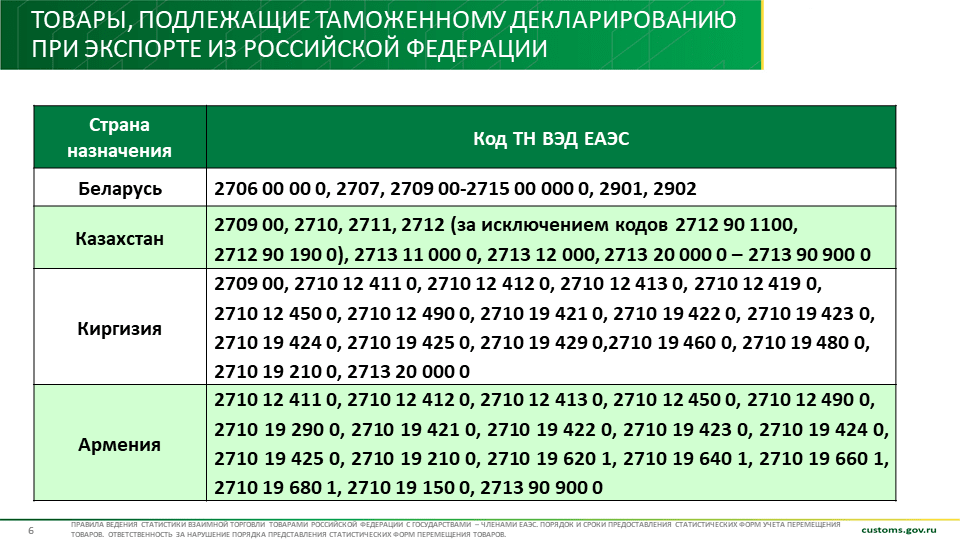 ТОВАРЫ, ПОДЛЕЖАЩИЕ ТАМОЖЕННОМУ ДЕКЛАРИРОВАНИЮ
ПРИ ЭКСПОРТЕ ИЗ РОССИЙСКОЙ ФЕДЕРАЦИИ
Страна
назначения
Код ТН ВЭД ЕАЭС
Беларусь
2706 00 00 0, 2707, 2709 00-2715 00 000 0, 2901, 2902
Казахстан
2709 00, 2710, 2711, 2712 (за исключением кодов 2712 90 1100,
2712 90 190 0), 2713 11 000 0, 2713 12 000, 2713 20 000 0 – 2713 90 900 0
Киргизия
2709 00, 2710 12 411 0, 2710 12 412 0, 2710 12 413 0, 2710 12 419 0,
2710 12 450 0, 2710 12 490 0, 2710 19 421 0, 2710 19 422 0, 2710 19 423 0,
2710 19 424 0, 2710 19 425 0, 2710 19 429 0,2710 19 460 0, 2710 19 480 0,
2710 19 210 0, 2713 20 000 0
Армения
2710 12 411 0, 2710 12 412 0, 2710 12 413 0, 2710 12 450 0, 2710 12 490 0,
2710 19 290 0, 2710 19 421 0, 2710 19 422 0, 2710 19 423 0, 2710 19 424 0,
2710 19 425 0, 2710 19 210 0, 2710 19 620 1, 2710 19 640 1, 2710 19 660 1,
2710 19 680 1, 2710 19 150 0, 2713 90 900 0
6
ПРАВИЛА ВЕДЕНИЯ СТАТИСТИКИ ВЗАИМНОЙ ТОРГОВЛИ ТОВАРАМИ РОССИЙСКОЙ ФЕДЕРАЦИИ С ГОСУДАРСТВАМИ – ЧЛЕНАМИ ЕАЭС. ПОРЯДОК И СРОКИ ПРЕДОСТАВЛЕНИЯ СТАТИСТИЧЕСКИХ ФОРМ УЧЕТА ПЕРЕМЕЩЕНИЯ
ТОВАРОВ. ОТВЕТСТВЕННОСТЬ ЗА НАРУШЕНИЕ ПОРЯДКА ПРЕДСТАВЛЕНИЯ СТАТИСТИЧЕСКИХ ФОРМ ПЕРЕМЕЩЕНИЯ ТОВАРОВ.
customs.gov.ru